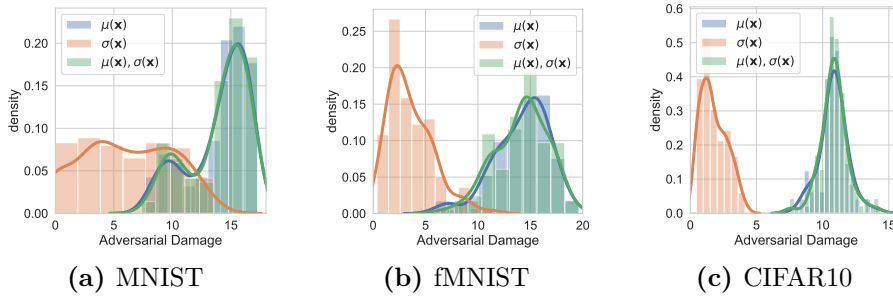 μ(x)
σ(x)
μ(x), σ(x)
density
0.20
0.15
0.10
0.05
0.00
0 5 10 15
Adversarial Damage
(a) MNIST
μ(x)
σ(x)
μ(x), σ(x)
density
0.25
0.20
0.15
0.10
0.05
0.00
0 5 10 15 20
Adversarial Damage
(b) fMNIST
μ(x)
σ(x)
μ(x), σ(x)
density
0.6
0.5
0.4
0.3
0.2
0.1
0.0
0 5 10 15
Adversarial Damage
(c) CIFAR10